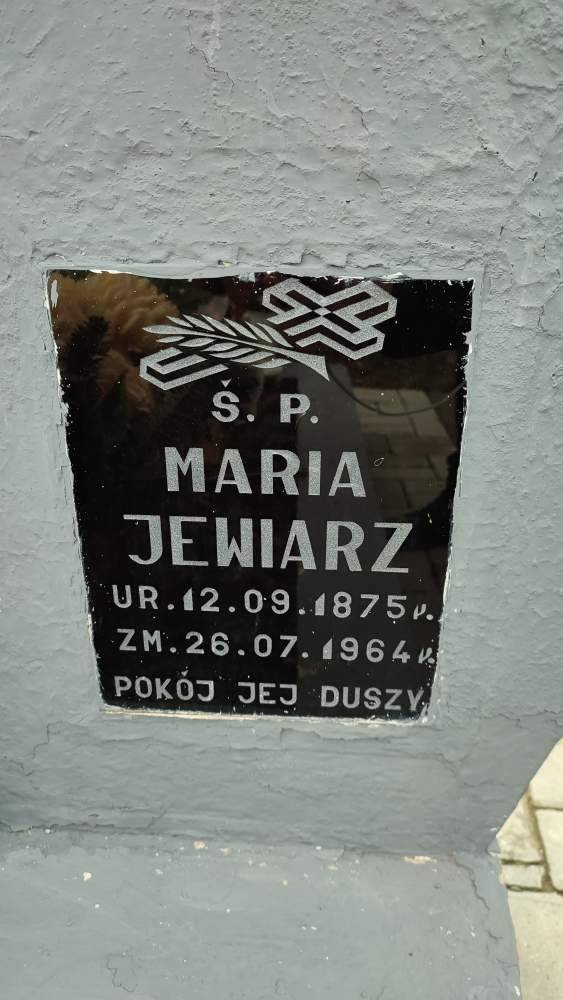 Ś. P.
MARIA
JEWIARZ
UR. 12.09.1875 r.
ZM. 26.07.1964 r.
POKÓJ JEJ DUSZY